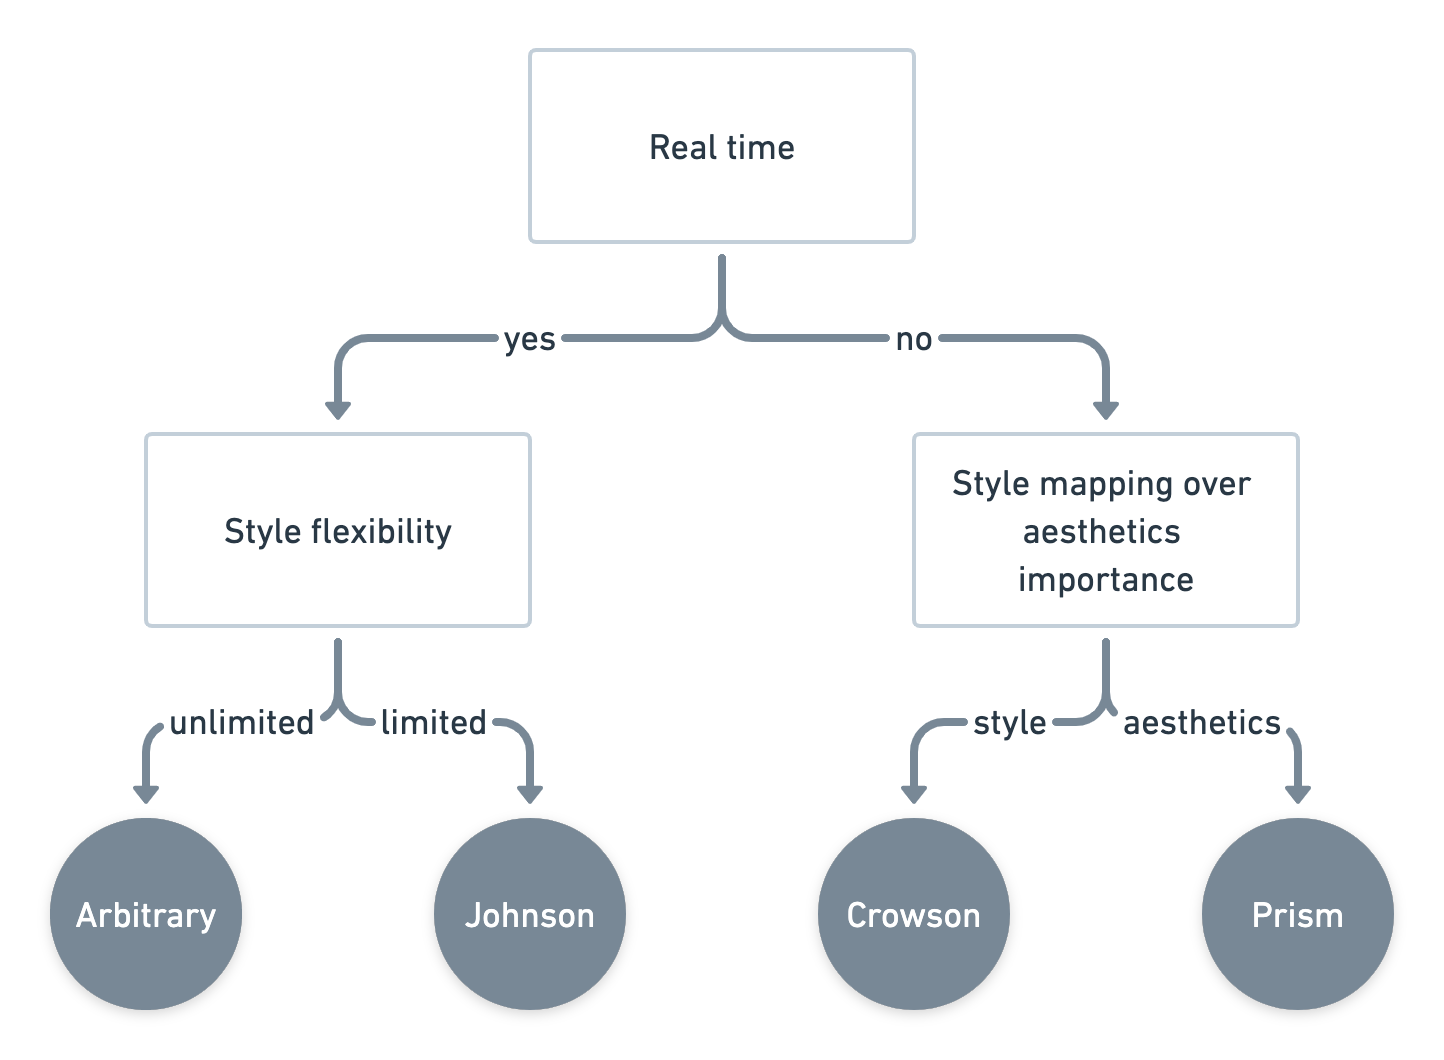 Real time
yes
no
Style flexibility
Style mapping over
aesthetics
importance
unlimited
limited
style
aesthetics
Arbitrary
Johnson
Crowson
Prism